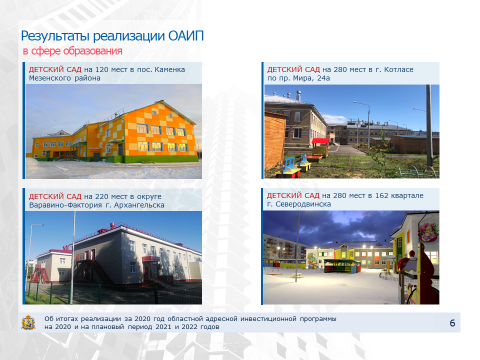 Результаты реализации ОАИП
в сфере образования
ДЕТСКИЙ САД на 120 мест в пос. Каменка
Мезенского района
ДЕТСКИЙ САД на 280 мест в г. Котласе
по пр. Мира, 24а
ДЕТСКИЙ САД на 220 мест в округе
Варавино-Фактория г. Архангельска
ДЕТСКИЙ САД на 280 мест в 162 квартале
г. Северодвинска
Об итогах реализации за 2020 год областной адресной инвестиционной программы
на 2020 и на плановый период 2021 и 2022 годов
6